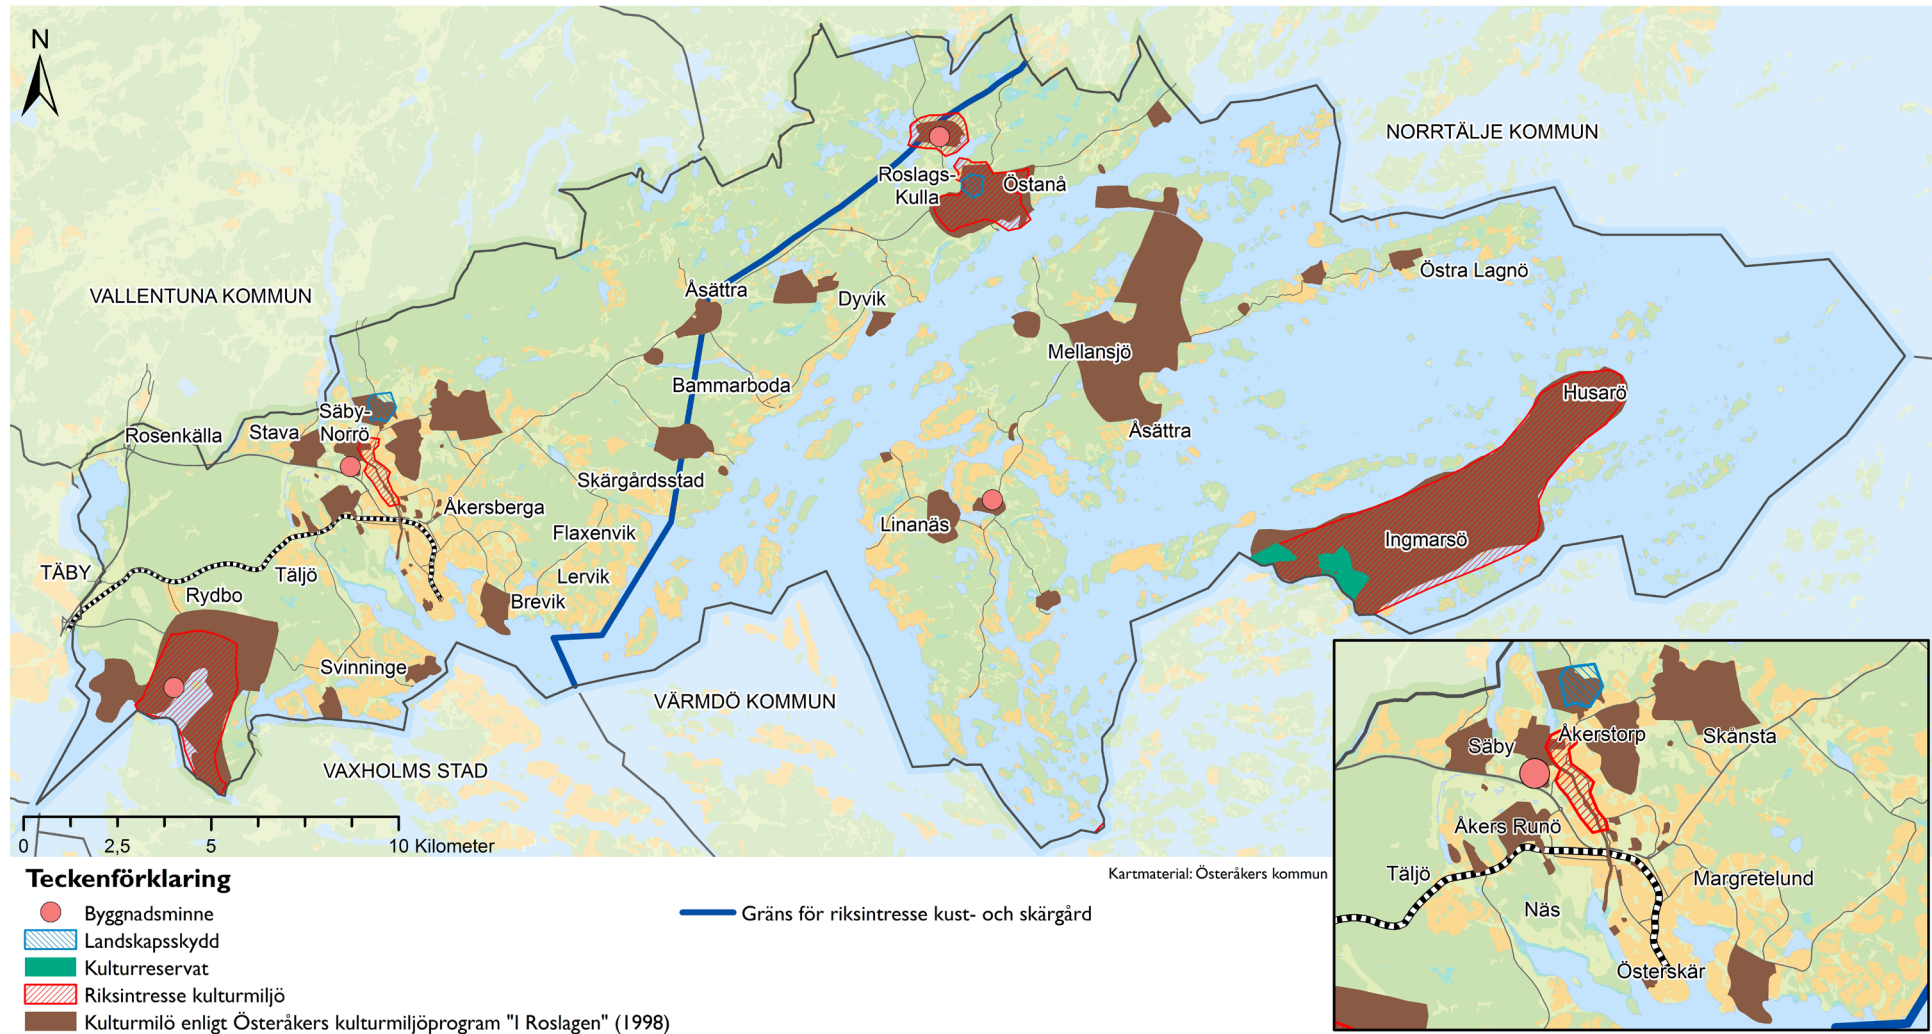 N
NORRTÄLJE KOMMUN
Roslags-
Kulla
Östanå
Östra Lagnö
VALLENTUNA KOMMUN
Åsättra
Dyvik
Mellansjö
Bammarboda
Husarö
Säby-
Norrö
Stava
Rosenkälla
Åsättra
Skärgårdsstad
Åkersberga
Linanäs
Flaxenvik
Ingmarsö
TÄBY
Täljö
Lervik
Rydbo
Brevik
Svinninge
VÄRMDÖ KOMMUN
VAXHOLMS STAD
Säby
Åkerstorp
Skånsta
Åkers Runö
Täljö
Margretelund
Näs
Österskär
0 2,5 5 10 Kilometer
Kartmaterial: Österåkers kommun
Teckenförklaring
Byggnadsminne
Landskapsskydd
Kulturreservat
Riksintresse kulturmiljö
Kulturmilö enligt Österåkers kulturmiljöprogram "I Roslagen" (1998)
Gräns för riksintresse kust- och skärgård